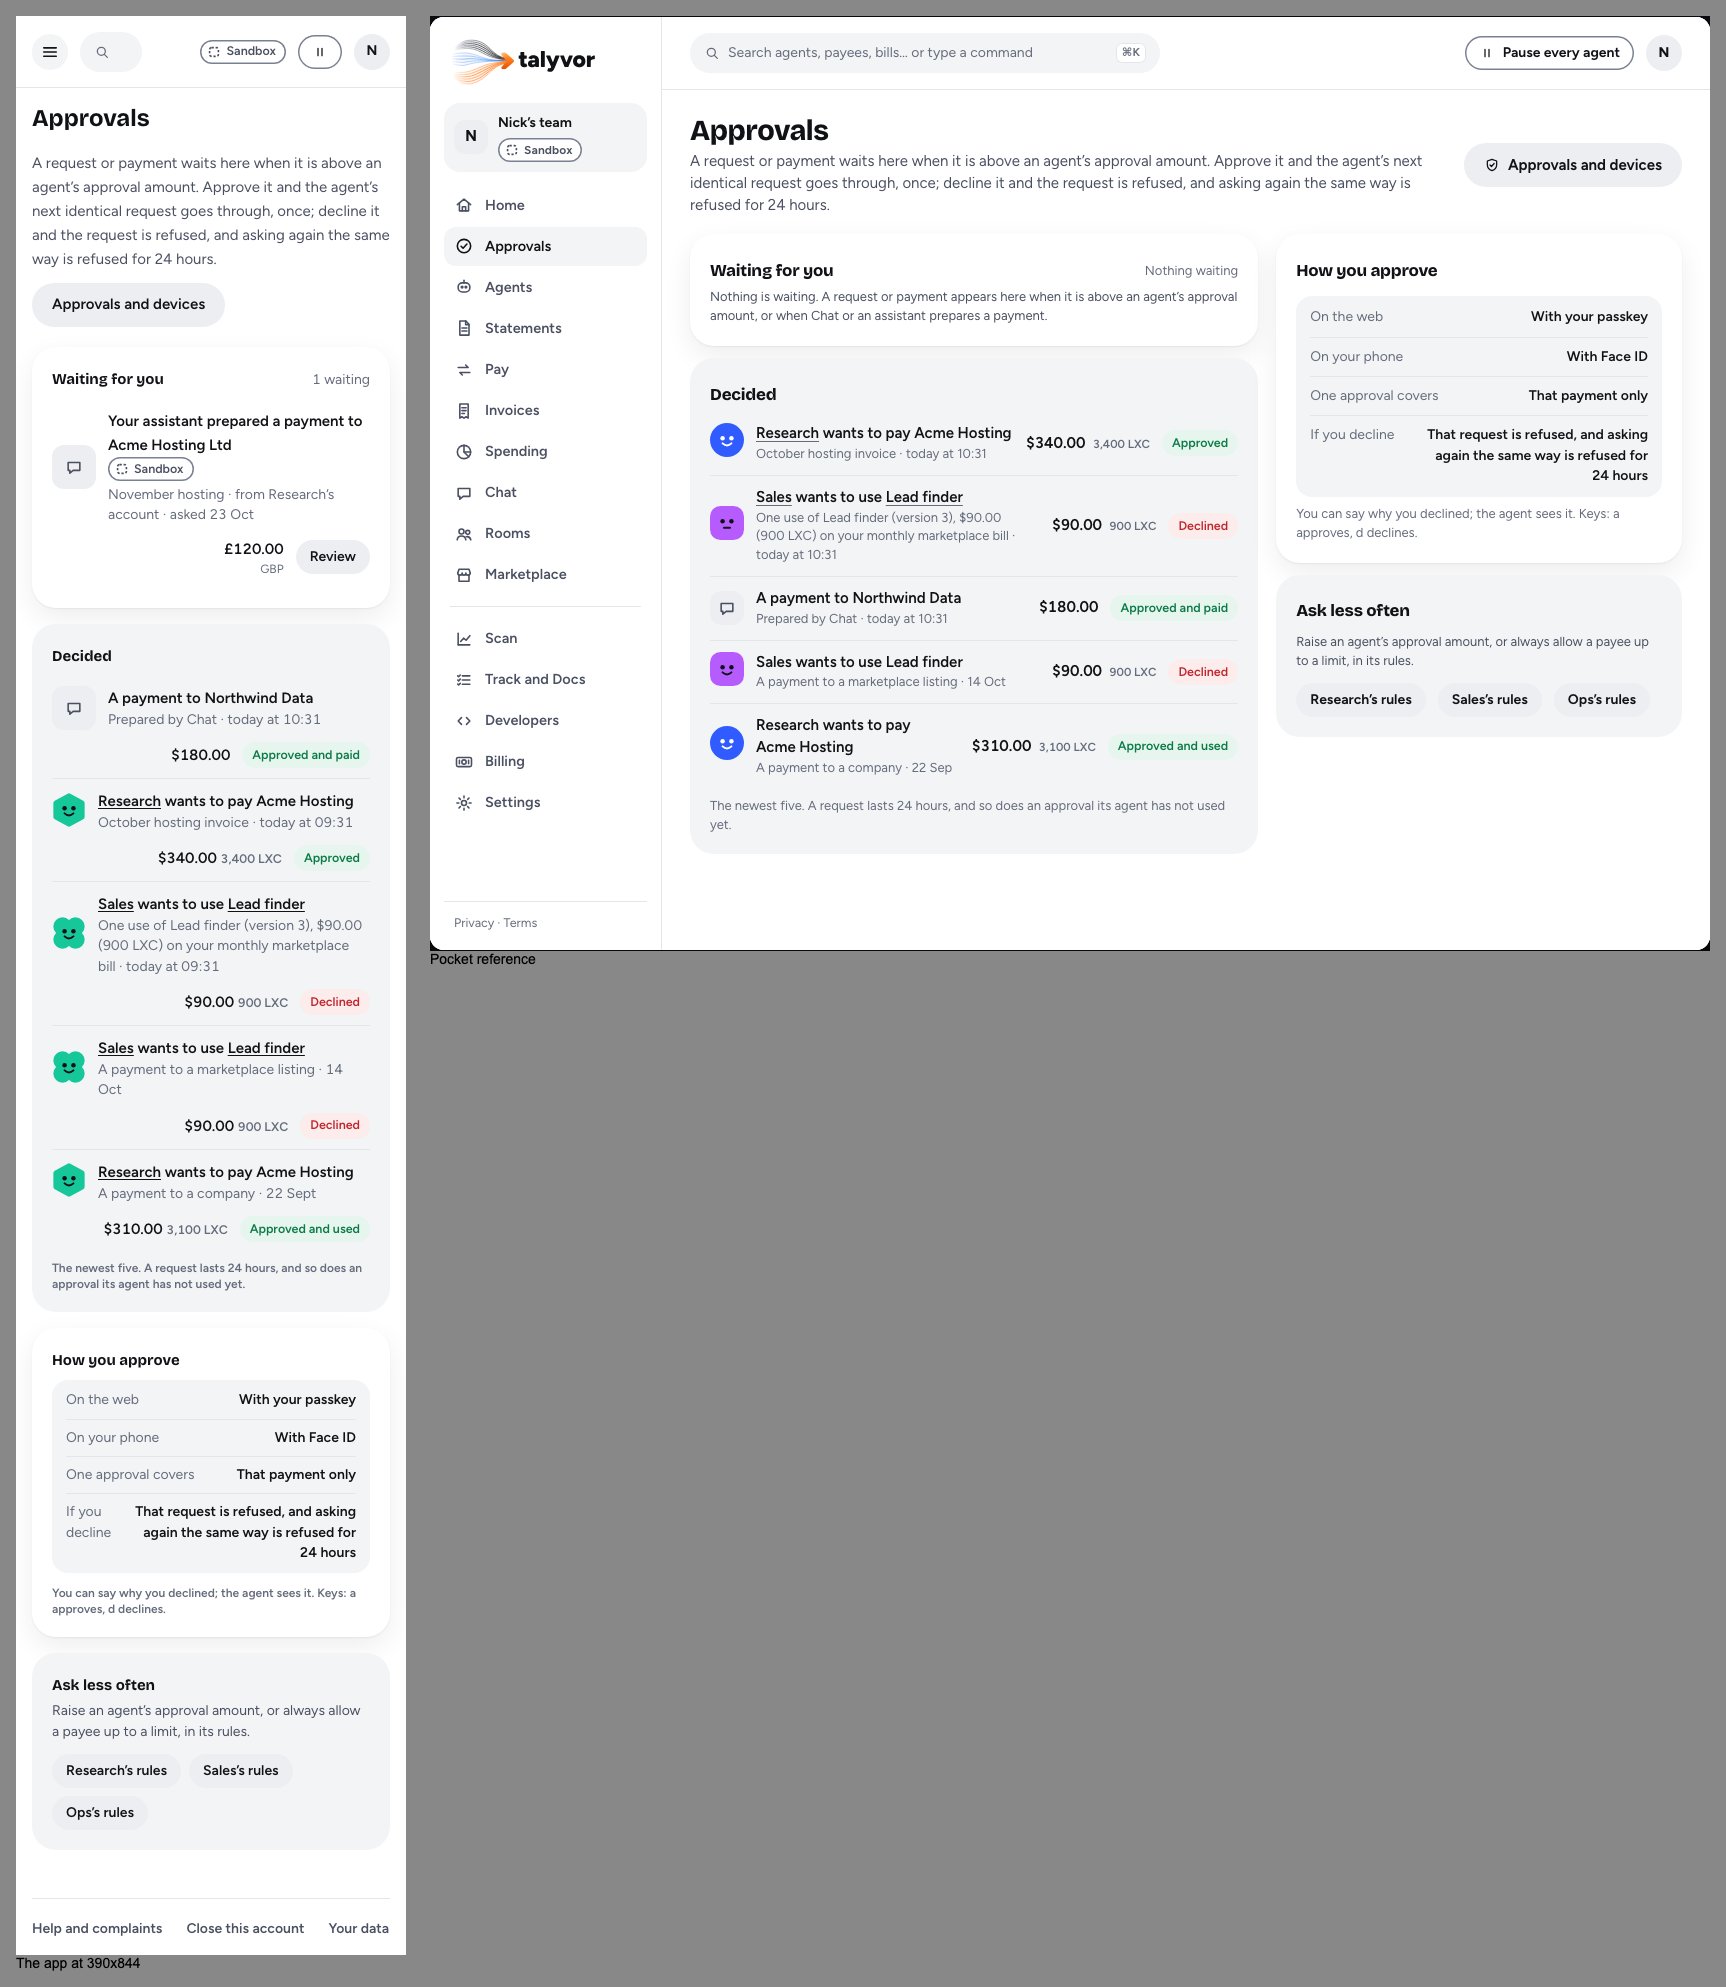 Sandbox
N
Approvals
A request or payment waits here when it is above an
agent’s approval amount. Approve it and the agent’s
next identical request goes through, once; decline it
and the request is refused, and asking again the same
way is refused for 24 hours.
Approvals and devices
Waiting for you
1 waiting
Your assistant prepared a payment to
Acme Hosting Ltd
Sandbox
November hosting · from Research’s
account · asked 23 Oct
£120.00
GBP
Review
Decided
A payment to Northwind Data
Prepared by Chat · today at 10:31
$180.00
Approved and paid
Research wants to pay Acme Hosting
October hosting invoice · today at 09:31
$340.00 3,400 LXC
Approved
Sales wants to use Lead finder
One use of Lead finder (version 3), $90.00
(900 LXC) on your monthly marketplace
bill · today at 09:31
$90.00 900 LXC
Declined
Sales wants to use Lead finder
A payment to a marketplace listing · 14
Oct
$90.00 900 LXC
Declined
Research wants to pay Acme Hosting
A payment to a company · 22 Sept
$310.00 3,100 LXC
Approved and used
The newest five. A request lasts 24 hours, and so does an
approval its agent has not used yet.
How you approve
On the web
With your passkey
On your phone
With Face ID
One approval covers
That payment only
If you
decline
That request is refused, and asking
again the same way is refused for
24 hours
You can say why you declined; the agent sees it. Keys: a
approves, d declines.
Ask less often
Raise an agent’s approval amount, or always allow
a payee up to a limit, in its rules.
Research’s rules
Sales’s rules
Ops’s rules
Help and complaints
Close this account
Your data
The app at 390x844
talyvor
N
Nick’s team
Sandbox
Home
Approvals
Agents
Statements
Pay
Invoices
Spending
Chat
Rooms
Marketplace
Scan
Track and Docs
Developers
Billing
Settings
Privacy · Terms
Search agents, payees, bills... or type a command
⌘K
Pause every agent
N
Approvals
A request or payment waits here when it is above an agent’s approval amount. Approve it and the agent’s next
identical request goes through, once; decline it and the request is refused, and asking again the same way is
refused for 24 hours.
Approvals and devices
Waiting for you
Nothing waiting
Nothing is waiting. A request or payment appears here when it is above an agent’s approval
amount, or when Chat or an assistant prepares a payment.
Decided
Research wants to pay Acme Hosting
October hosting invoice · today at 10:31
$340.00 3,400 LXC
Approved
Sales wants to use Lead finder
One use of Lead finder (version 3), $90.00
(900 LXC) on your monthly marketplace bill ·
today at 10:31
$90.00 900 LXC
Declined
A payment to Northwind Data
Prepared by Chat · today at 10:31
$180.00
Approved and paid
Sales wants to use Lead finder
A payment to a marketplace listing · 14 Oct
$90.00 900 LXC
Declined
Research wants to pay
Acme Hosting
A payment to a company · 22 Sep
$310.00 3,100 LXC
Approved and used
The newest five. A request lasts 24 hours, and so does an approval its agent has not used
yet.
How you approve
On the web
With your passkey
On your phone
With Face ID
One approval covers
That payment only
If you decline
That request is refused, and asking
again the same way is refused for
24 hours
You can say why you declined; the agent sees it. Keys: a
approves, d declines.
Ask less often
Raise an agent’s approval amount, or always allow a payee up
to a limit, in its rules.
Research’s rules
Sales’s rules
Ops’s rules
Pocket reference